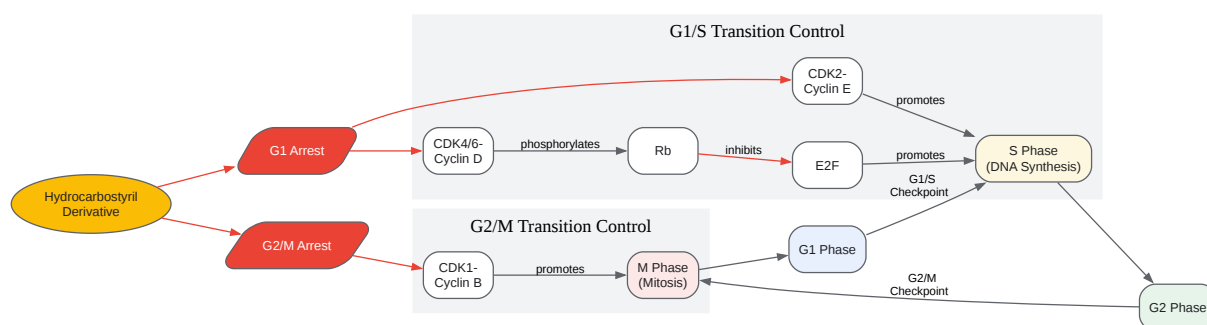 G1/S Transition Control
CDK2-
Cyclin E
promotes
G1 Arrest
CDK4/6-
Cyclin D
phosphorylates
Rb
inhibits
E2F
promotes
S Phase
(DNA Synthesis)
G1/S
Checkpoint
Hydrocarbostyril
Derivative
G2/M Transition Control
G2/M Arrest
G1 Phase
CDK1-
Cyclin B
promotes
M Phase
(Mitosis)
G2/M
Checkpoint
G2 Phase